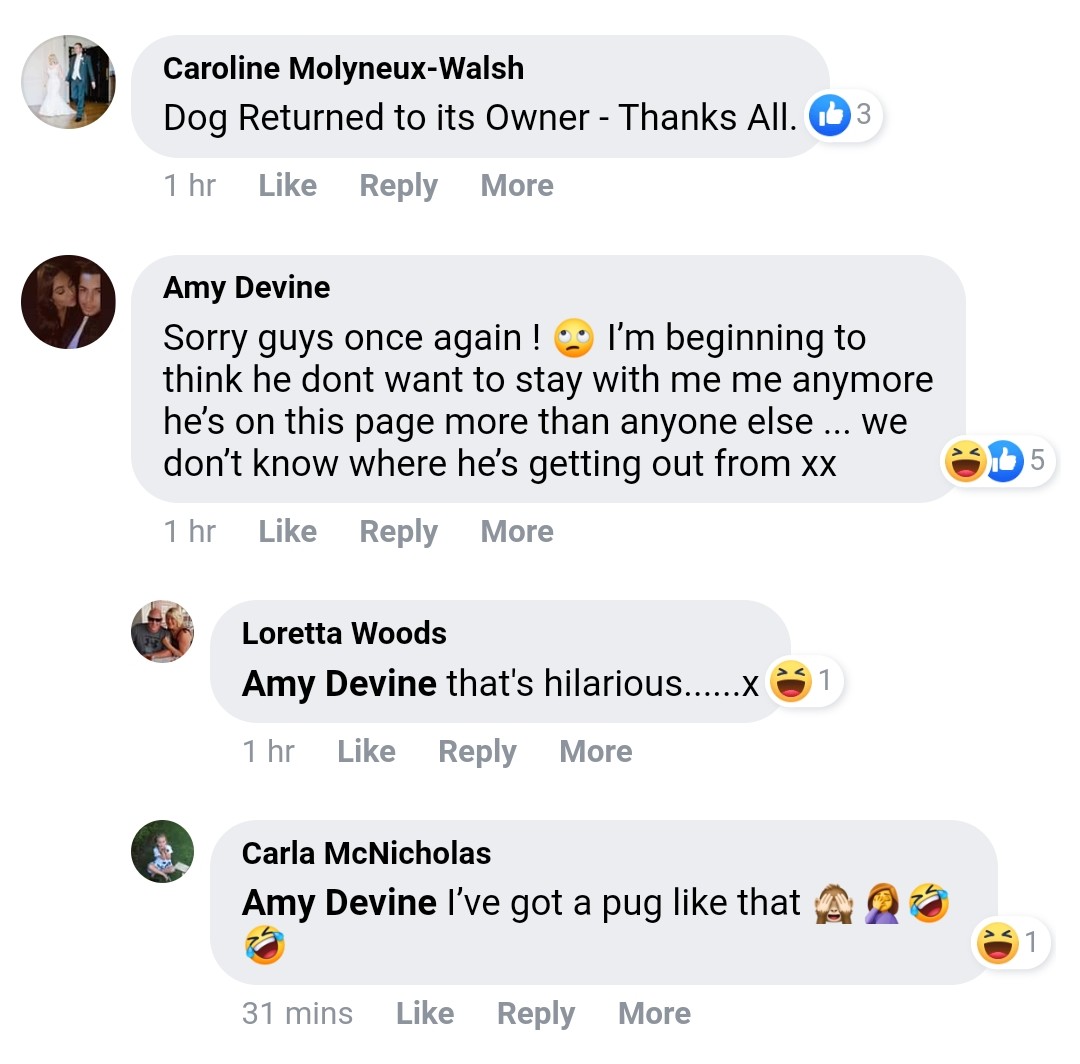 Caroline Molyneux-Walsh
Dog Returned to its Owner - Thanks All.
3
1 hr Like Reply More
Amy Devine
Sorry guys once again ! 🙄 I’m beginning to
think he dont want to stay with me me anymore
he’s on this page more than anyone else ... we
don’t know where he’s getting out from xx
5
1 hr Like Reply More
Loretta Woods
Amy Devine that's hilarious......x
1
1 hr Like Reply More
Carla McNicholas
Amy Devine I’ve got a pug like that 🙈 🤦‍♀️ 🤣
🤣
1
31 mins Like Reply More